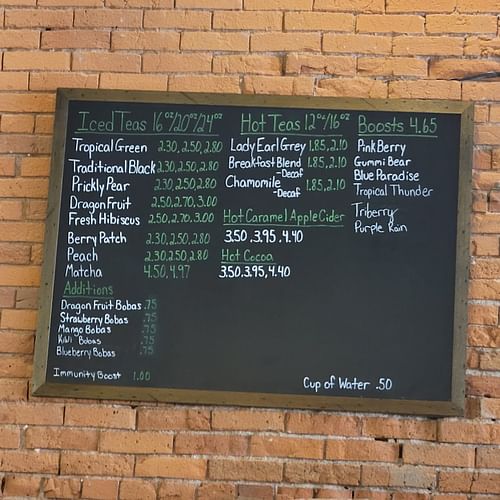 Iced Teas 16oz/20oz/24oz
Tropical Green 2.30, 2.50, 2.80
Traditional Black 2.30, 2.50, 2.80
Prickly Pear 2.30, 2.50, 2.80
Dragon Fruit 2.50, 2.70, 3.00
Fresh Hibiscus 2.50, 2.70, 3.00
Berry Patch 2.30, 2.50, 2.80
Peach 2.30, 2.50, 2.80
Matcha 4.50, 4.97
Additions
Dragon Fruit Bobas .75
Strawberry Bobas .75
Mango Bobas .75
Kiwi Bobas .75
Blueberry Bobas .75
Immunity Boost 1.00
Hot Teas 12oz/16oz
Lady Earl Grey 1.85, 2.10
Breakfast Blend 1.85, 2.10
-Decaf
Chamomile 1.85, 2.10
-Decaf
Hot Caramel Apple Cider
3.50, 3.95, 4.40
Hot Cocoa
3.50, 3.95, 4.40
Boosts 4.65
Pink Berry
Gummi Bear
Blue Paradise
Tropical Thunder
Triberry
Purple Rain
Cup of Water .50